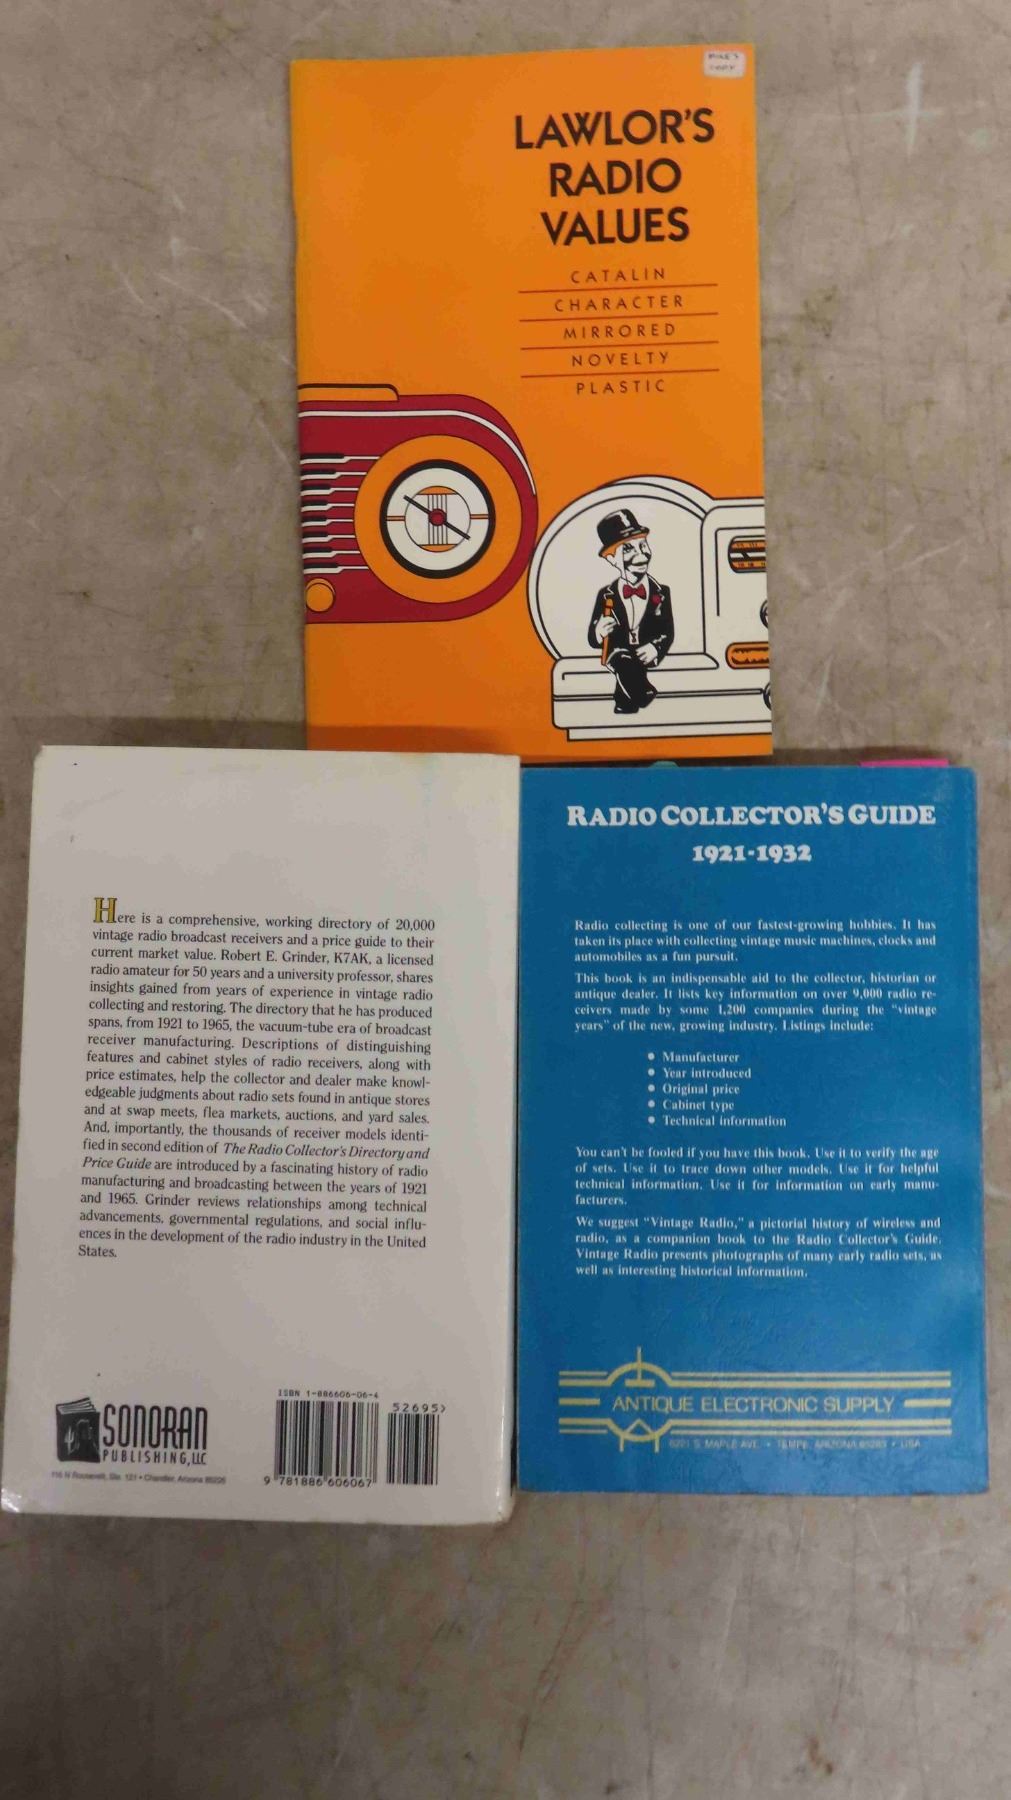 MIKE'S
COPY
LAWLOR'S
RADIO
VALUES
CATALIN
CHARACTER
MIRRORED
NOVELTY
PLASTIC
Here is a comprehensive, working directory of 20,000
vintage radio broadcast receivers and a price guide to their
current market value. Robert E. Grinder, K7AK, a licensed
radio amateur for 50 years and a university professor, shares
insights gained from years of experience in vintage radio
collecting and restoring. The directory that he has produced
spans, from 1921 to 1965, the vacuum-tube era of broadcast
receiver manufacturing. Descriptions of distinguishing
features and cabinet styles of radio receivers, along with
price estimates, help the collector and dealer make knowl-
edgeable judgments about radio sets found in antique stores
and at swap meets, flea markets, auctions, and yard sales.
And, importantly, the thousands of receiver models identi-
fied in second edition of The Radio Collector's Directory and
Price Guide are introduced by a fascinating history of radio
manufacturing and broadcasting between the years of 1921
and 1965. Grinder reviews relationships among technical
advancements, governmental regulations, and social influ-
ences in the development of the radio industry in the United
States.
SONORAN
PUBLISHING, LLC
116 N Roosevelt, Ste. 121 • Chandler, Arizona 85226
ISBN 1-886606-06-4
52695>
9 781886 606067
RADIO COLLECTOR'S GUIDE
1921-1932
Radio collecting is one of our fastest-growing hobbies. It has
taken its place with collecting vintage music machines, clocks and
automobiles as a fun pursuit.
This book is an indispensable aid to the collector, historian or
antique dealer. It lists key information on over 9,000 radio re-
ceivers made by some 1,200 companies during the "vintage
years" of the new, growing industry. Listings include:
• Manufacturer
• Year introduced
• Original price
• Cabinet type
• Technical information
You can't be fooled if you have this book. Use it to verify the age
of sets. Use it to trace down other models. Use it for helpful
technical information. Use it for information on early manu-
facturers.
We suggest "Vintage Radio," a pictorial history of wireless and
radio, as a companion book to the Radio Collector's Guide.
Vintage Radio presents photographs of many early radio sets, as
well as interesting historical information.
ANTIQUE ELECTRONIC SUPPLY
6221 S. MAPLE AVE. • TEMPE, ARIZONA 85283 • USA